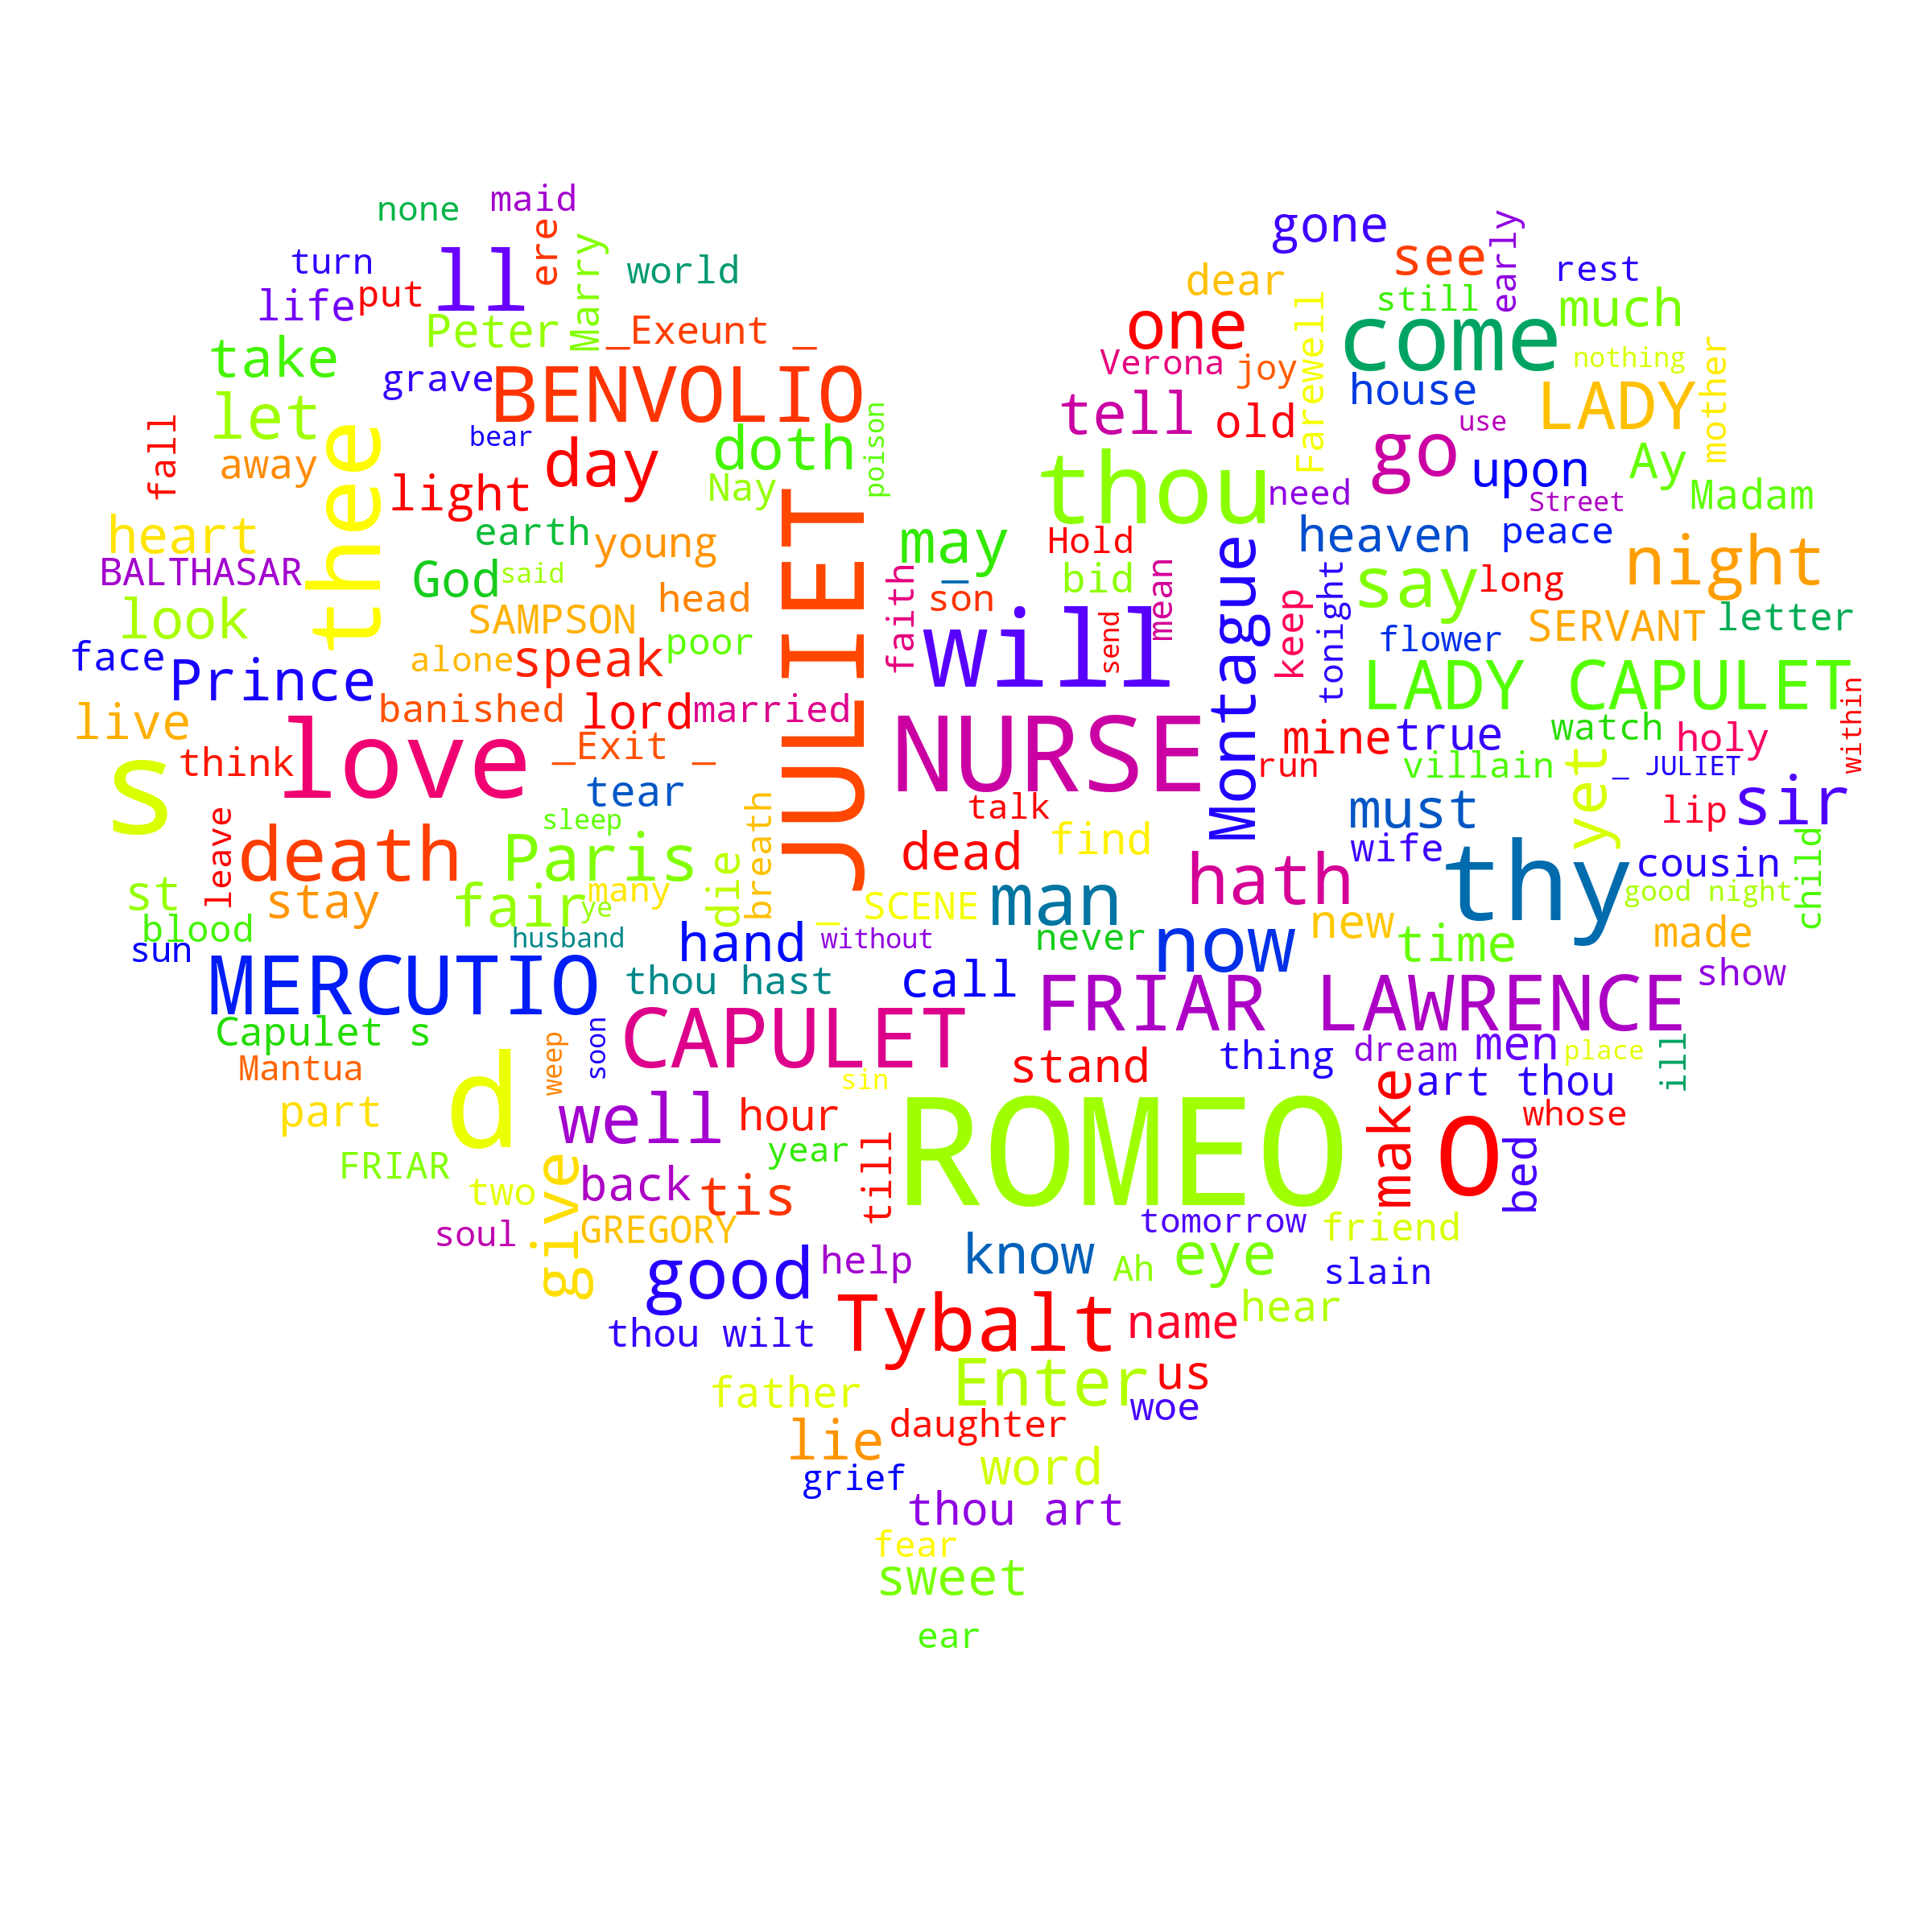 none
maid
turn
life
put
ll
ere
Marry
world
Peter
_Exeunt _
take
grave
BENVOLIO
let
fall
away
thee
bear
day
doth
Nay
poison
light
heart
earth
young
BALTHASAR
God
said
look
SAMPSON
head
face
Prince
alone
speak
poor
JULIET
live
banished
lord
married
think
love
_Exit _
s
tear
leave
death
sleep
Paris
die
breath
st
stay
fair
many
ye
blood
sun
husband
hand
without
_ SCENE
MERCUTIO
thou hast
Capulet s
CAPULET
Mantua
weep
soon
sin
part
d
well
hour
year
FRIAR
two
give
back
tis
till
soul
GREGORY
good
help
thou wilt
gone
see
early
rest
dear
still
much
one
come
Verona
joy
Farewell
nothing
mother
tell
old
house
LADY
use
go
upon
Ay
thou
need
Street
Madam
may
Hold
heaven
peace
night
_
faith
son
bid
mean
send
Montague
keep
tonight
say
long
SERVANT
letter
will
flower
LADY CAPULET
within
NURSE
mine
true
watch
holy
run
villain
yet
_ JULIET
talk
must
lip
sir
dead
find
wife
thy
cousin
child
man
hath
good night
never
now
new
time
made
call
FRIAR LAWRENCE
show
stand
thing
dream
men
place
ill
make
art thou
ROMEO
O
whose
bed
tomorrow
friend
know
Ah
eye
slain
Tybalt
name
hear
father
Enter
us
woe
lie
daughter
grief
word
thou art
fear
sweet
ear